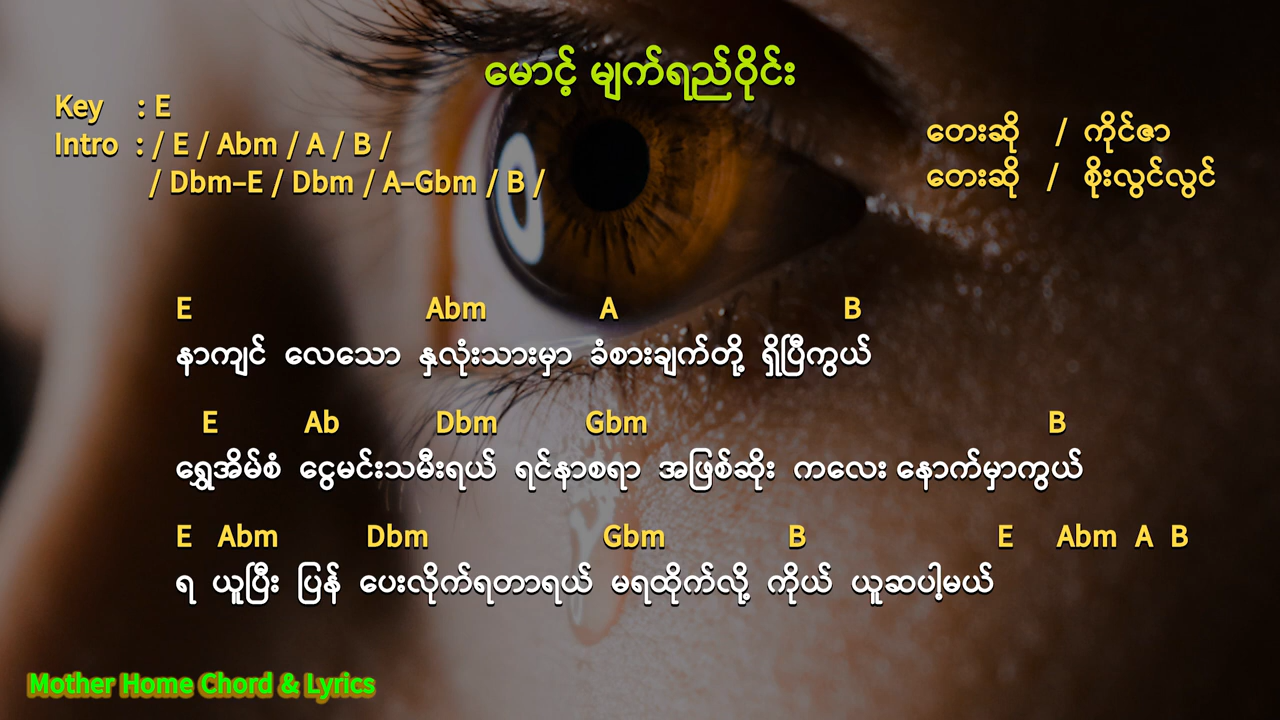 မောင့် မျက်ရည်ဝိုင်း
Key : E
Intro : / E / Abm / A / B /
/ Dbm–E / Dbm / A–Gbm / B /
တေးဆို / ကိုင်ဇာ
တေးဆို / စိုးလွင်လွင်
E Abm A B
နာကျင် လေသော နှလုံးသားမှာ ခံစားချက်တို့ ရှိပြီကွယ်
E Ab Dbm Gbm B
ရွှေအိမ်စံ ငွေမင်းသမီးရယ် ရင်နာစရာ အဖြစ်ဆိုး ကလေး နောက်မှာကွယ်
E Abm Dbm Gbm B E Abm A B
ရ ယူပြီး ပြန် ပေးလိုက်ရတာရယ် မရထိုက်လို့ ကိုယ် ယူဆပါ့မယ်
Mother Home Chord & Lyrics